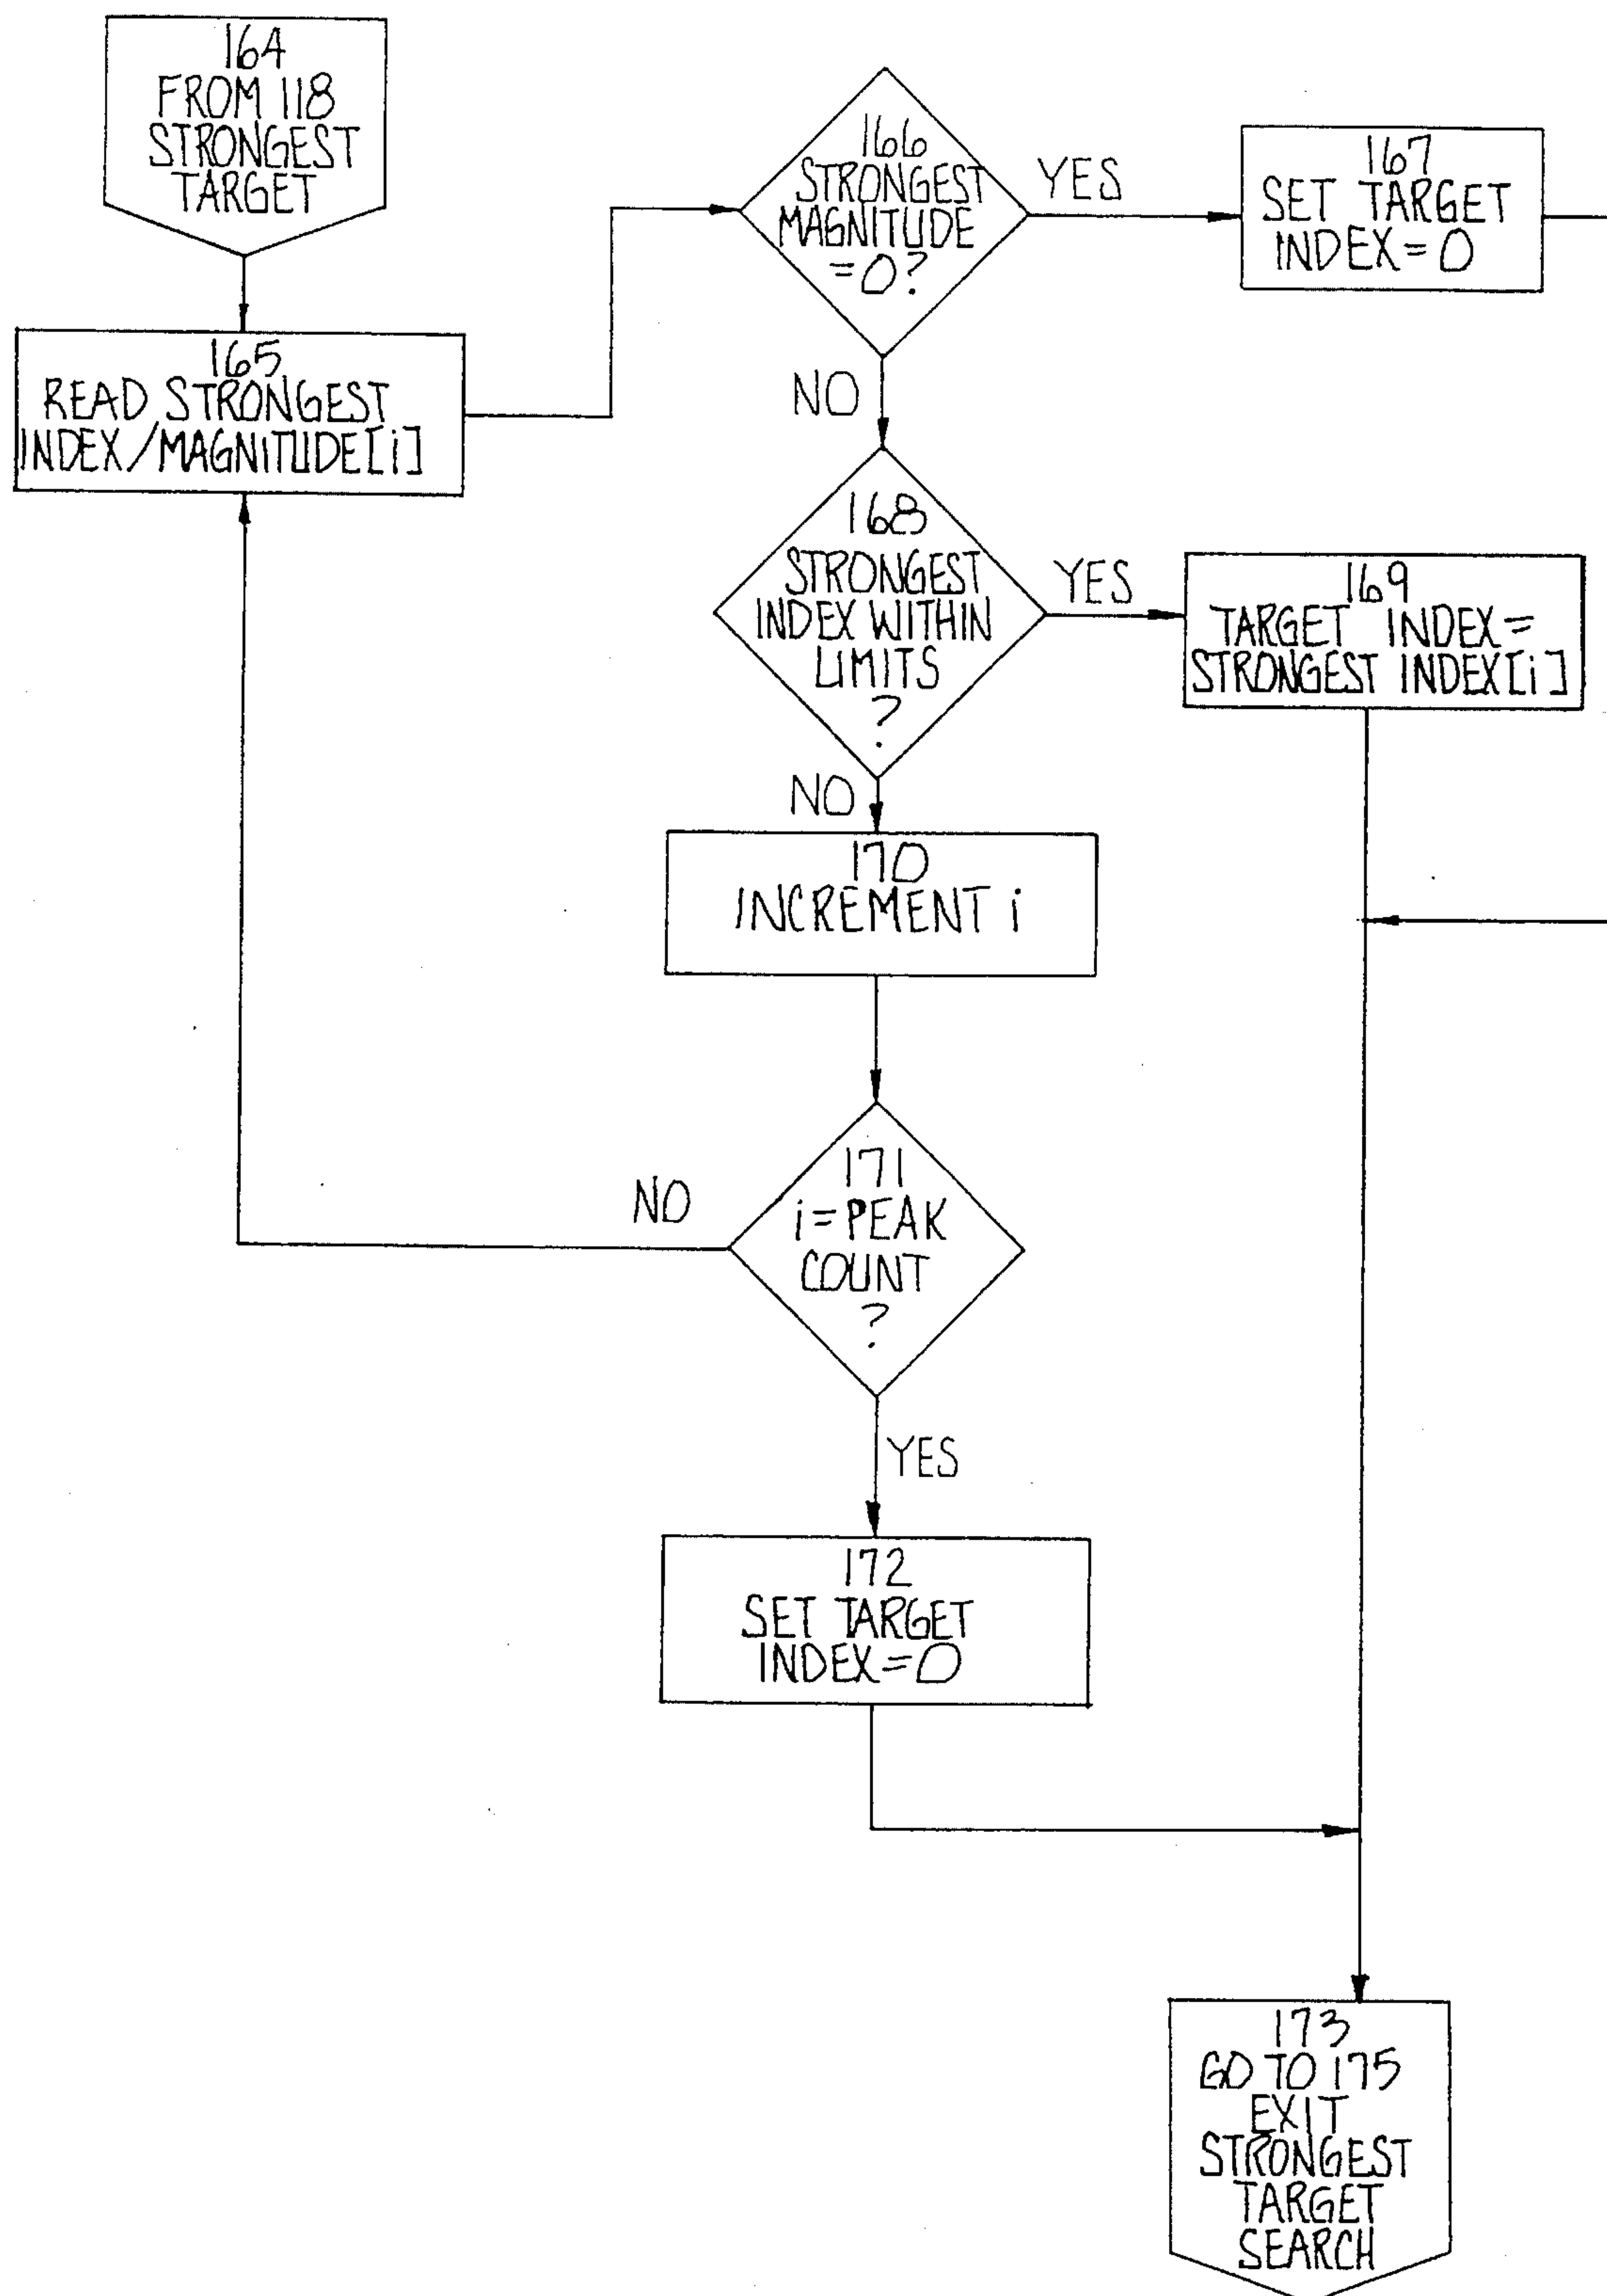 164
FROM 118
STRONGEST
TARGET
165
READ STRONGEST
INDEX/MAGNITUDE[i]
166
STRONGEST
MAGNITUDE
=0?
YES
167
SET TARGET
INDEX=0
NO
168
STRONGEST
INDEX WITHIN
LIMITS
?
YES
169
TARGET INDEX=
STRONGEST INDEX[i]
NO
170
INCREMENT i
171
i=PEAK
COUNT
?
NO
YES
172
SET TARGET
INDEX=0
173
GO TO 175
EXIT
STRONGEST
TARGET
SEARCH